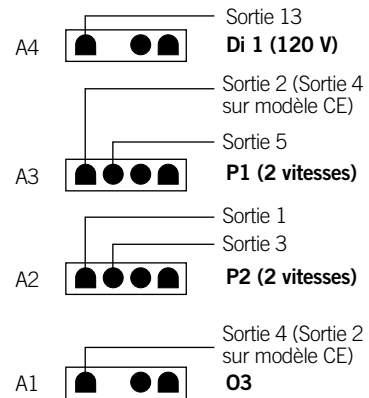 Sortie 13
A4
Di 1 (120 V)
Sortie 2 (Sortie 4
sur modèle CE)
Sortie 5
A3
P1 (2 vitesses)
Sortie 1
Sortie 3
A2
P2 (2 vitesses)
Sortie 4 (Sortie 2
sur modèle CE)
A1
O3